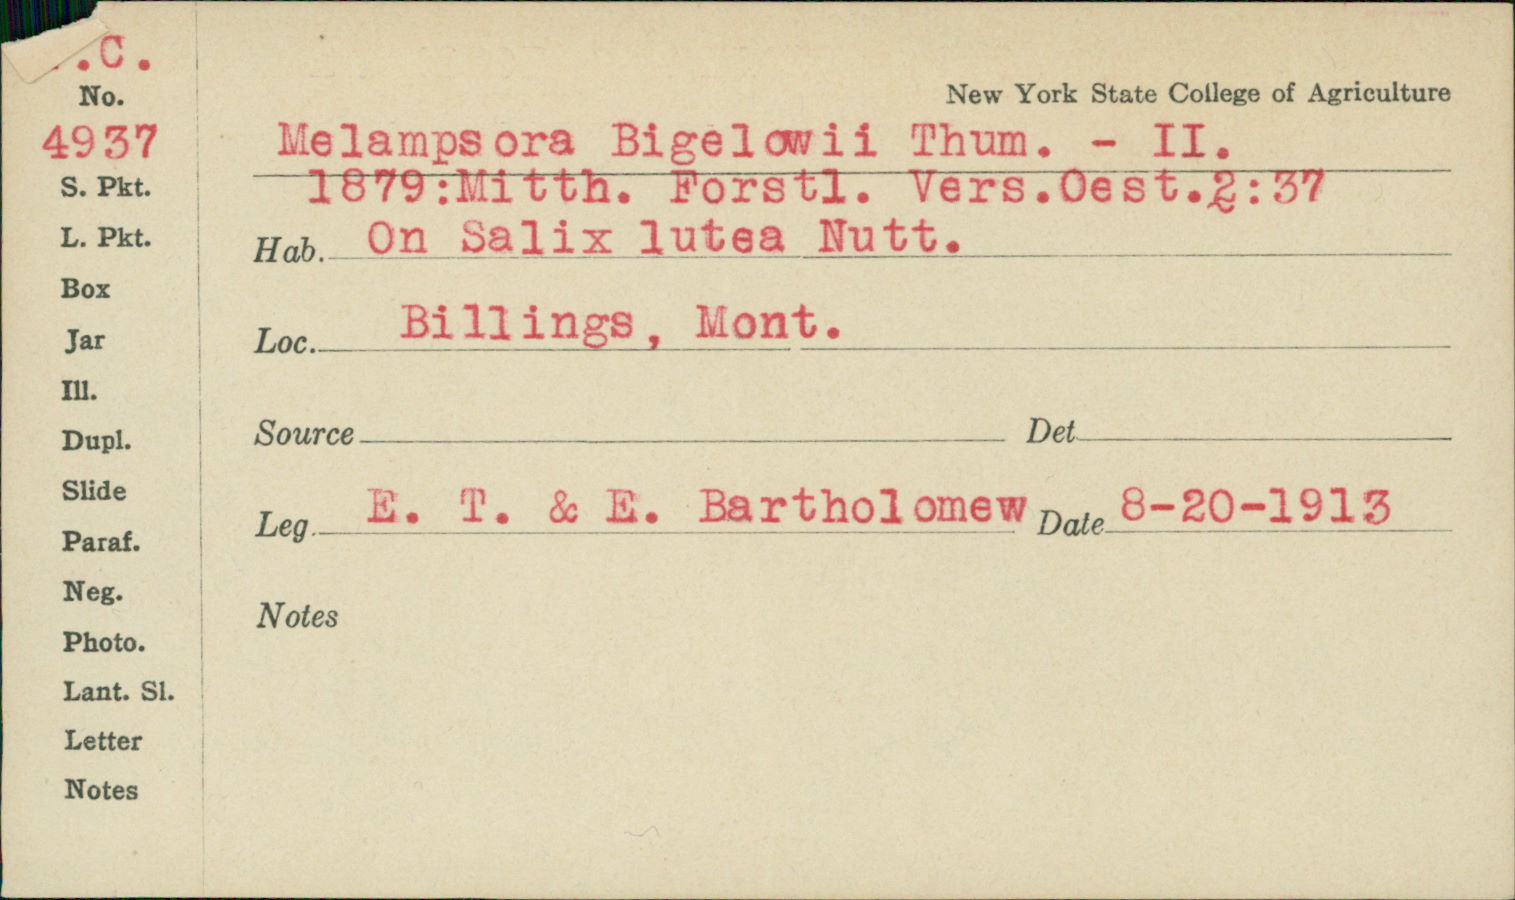 .C.
No.
4937
S. Pkt.
L. Pkt.
Box
Jar
Ill.
Dupl.
Slide
Paraf.
Neg.
Photo.
Lant. Sl.
Letter
Notes
New York State College of Agriculture
Melampsora Bigelowii Thum. - II.
1879:Mitth. Forstl. Vers.Oest.2:37
Hab. On Salix lutea Nutt.
Loc. Billings, Mont.
Source Det.
Leg. E. T. & E. Bartholomew Date 8-20-1913
Notes